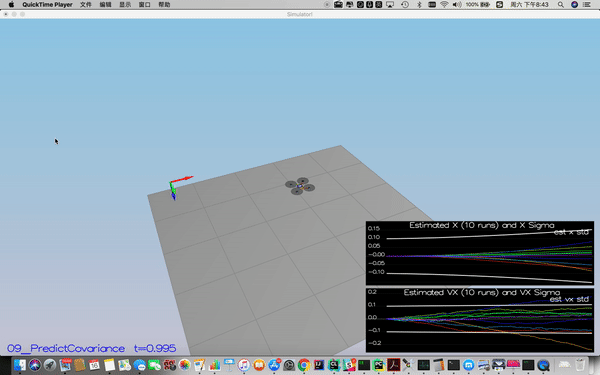 QuickTime Player 文件 编辑 显示 窗口 帮助 100% 周六 下午8:43
Simulator!
Estimated X (10 runs) and X Sigma
est x std
0.15
0.10
0.05
-0.00
-0.05
-0.10
Estimated VX (10 runs) and VX Sigma
est vx std
0.2
0.1
0.0
-0.1
-0.2
09_PredictCovariance t=0.995